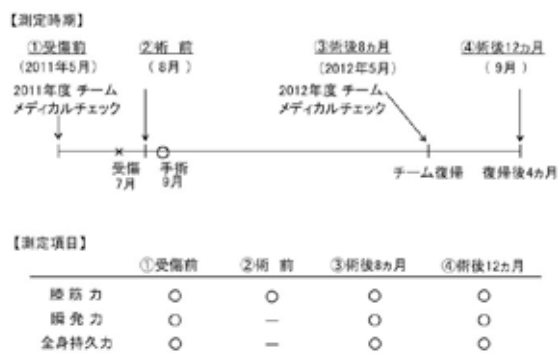 【測定時期】
①受傷前 ②術 前 ③術後8ヵ月 ④術後12ヵ月
(2011年5月) (8月) (2012年5月) (9月)
2011年度 チーム 2012年度 チーム
メディカルチェック メディカルチェック
× ○
受傷 手術 チーム復帰 復帰後4ヵ月
7月 9月
【測定項目】
①受傷前 ②術 前 ③術後8ヵ月 ④術後12ヵ月
膝筋力 ○ ○ ○ ○
瞬発力 ○ − ○ ○
全身持久力 ○ − ○ ○